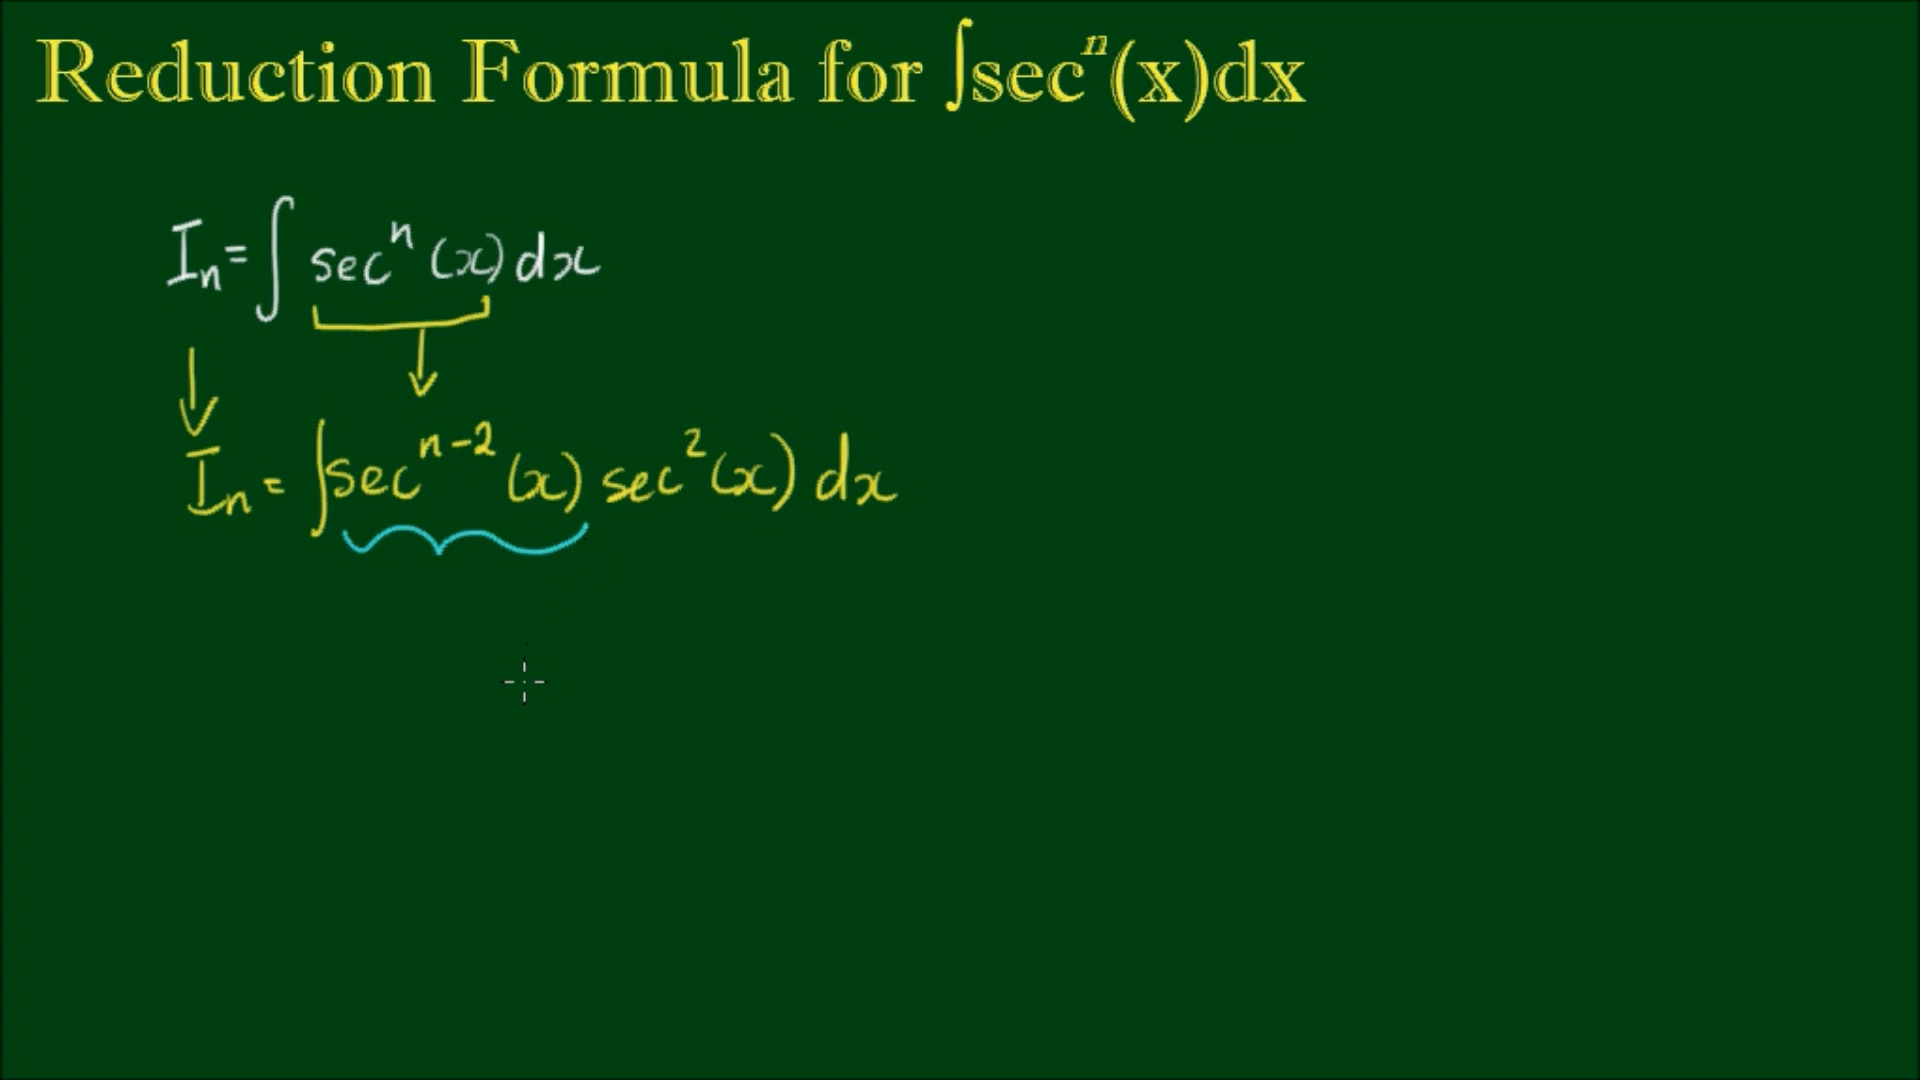 Reduction Formula for ∫secⁿ(x)dx
Iₙ = ∫ secⁿ (x) dx
Iₙ = ∫secⁿ⁻² (x) sec² (x) dx